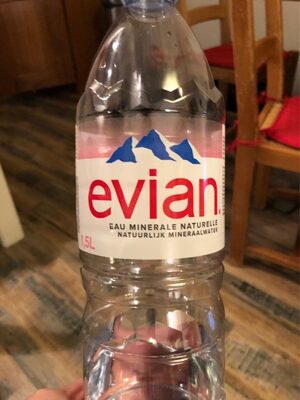 evian.
EAU MINERALE NATURELLE
NATUURLIJK MINERAALWATER
1,5L